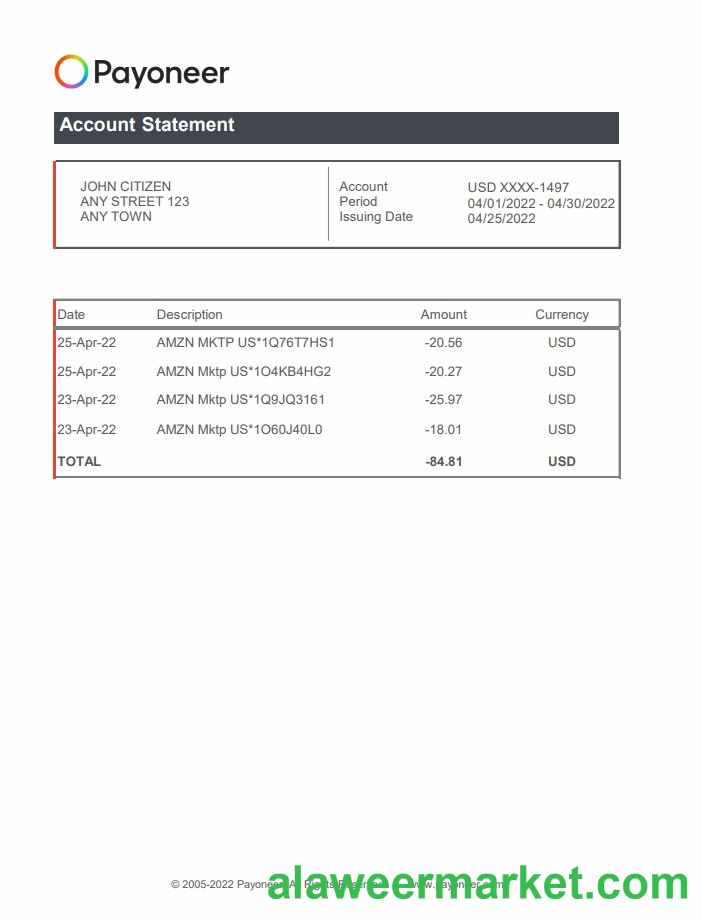 Payoneer
Account Statement
JOHN CITIZEN
ANY STREET 123
ANY TOWN
Account USD XXXX-1497
Period 04/01/2022 - 04/30/2022
Issuing Date 04/25/2022
Date Description Amount Currency
25-Apr-22 AMZN MKTP US*1Q76T7HS1 -20.56 USD
25-Apr-22 AMZN Mktp US*1O4KB4HG2 -20.27 USD
23-Apr-22 AMZN Mktp US*1Q9JQ3161 -25.97 USD
23-Apr-22 AMZN Mktp US*1O60J40L0 -18.01 USD
TOTAL -84.81 USD
© 2005-2022 Payoneer, All Rights Reserved www.payoneer.com
alaweermarket.com